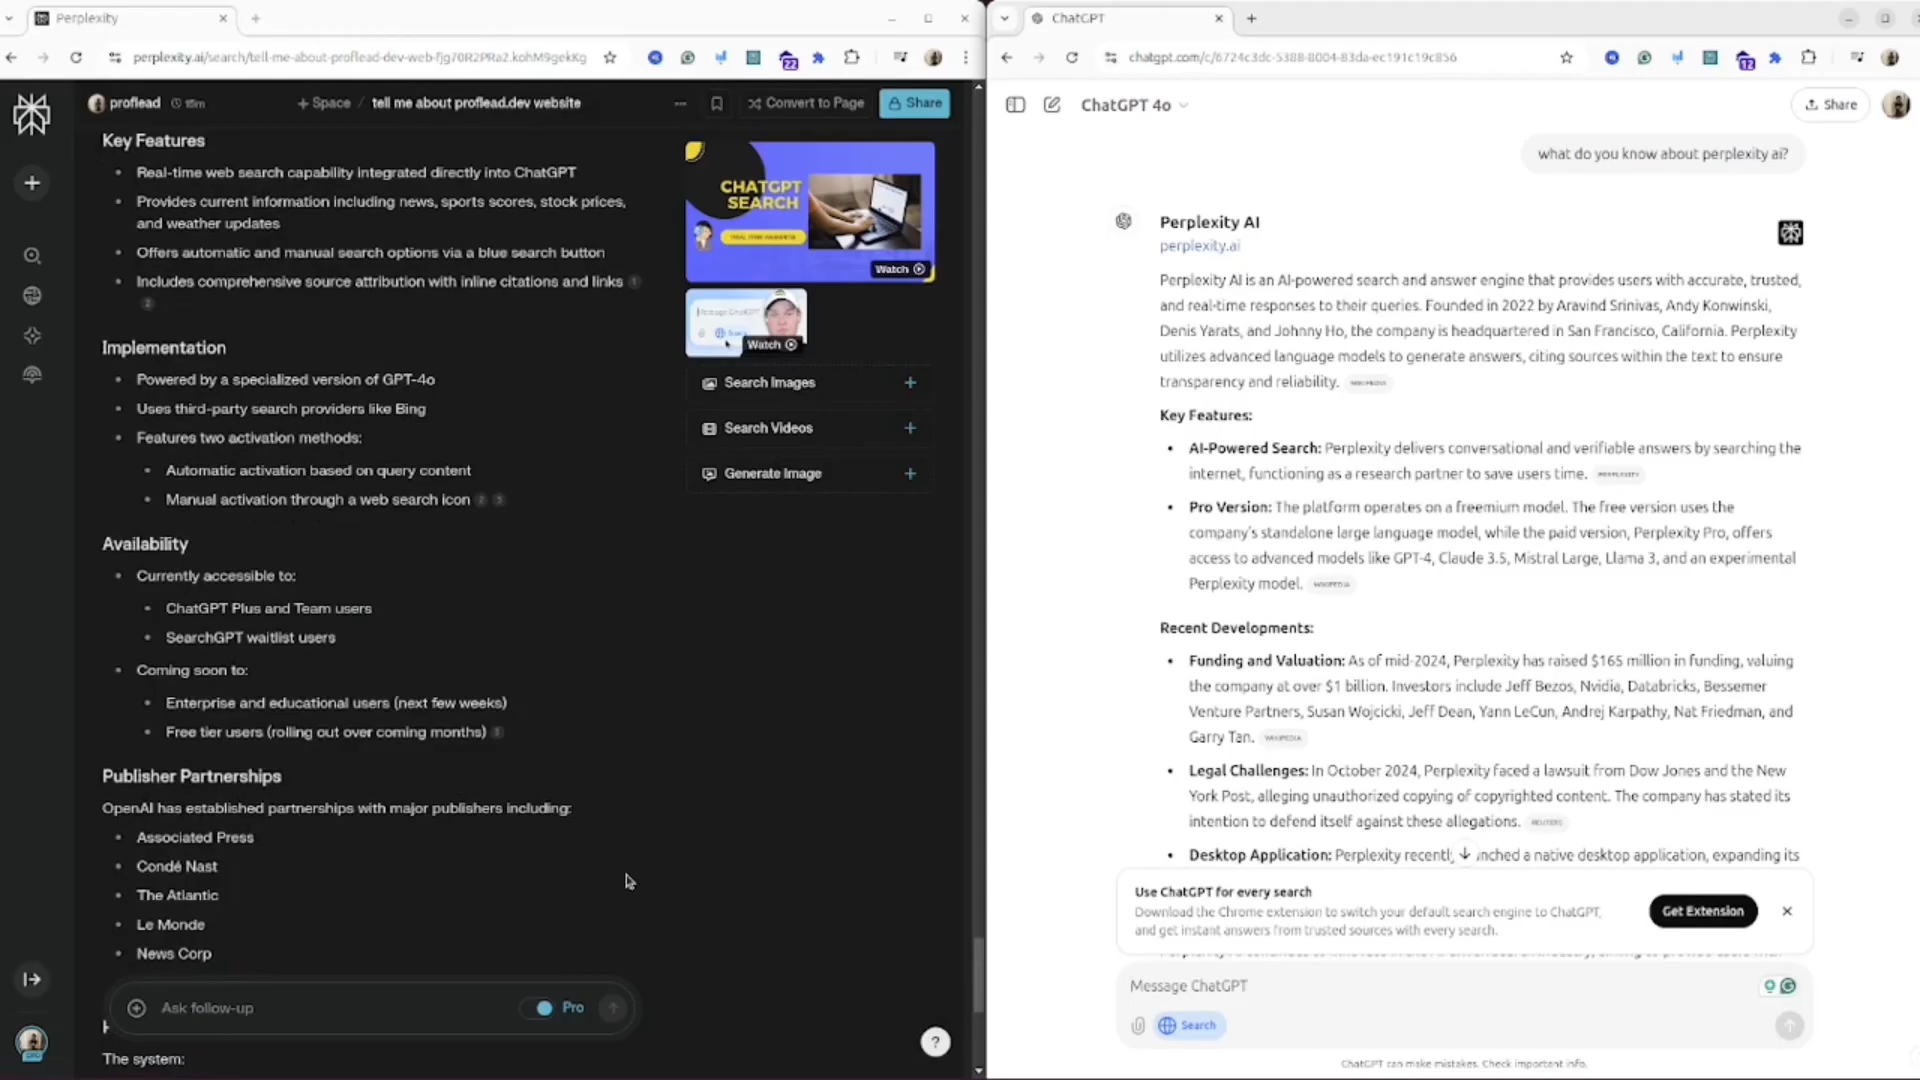 Perplexity
perplexity.ai/search/tell-me-about-proflead-dev-web-fjg70R2PRa2.kohM9gekKg
22
proflead
15m
Space / tell me about proflead.dev website
Convert to Page
Share
Key Features
Real-time web search capability integrated directly into ChatGPT
Provides current information including news, sports scores, stock prices,
and weather updates
Offers automatic and manual search options via a blue search button
Includes comprehensive source attribution with inline citations and links 1
2
Implementation
Powered by a specialized version of GPT-4o
Uses third-party search providers like Bing
Features two activation methods:
Automatic activation based on query content
Manual activation through a web search icon 2 3
Availability
Currently accessible to:
ChatGPT Plus and Team users
SearchGPT waitlist users
Coming soon to:
Enterprise and educational users (next few weeks)
Free tier users (rolling out over coming months)
Publisher Partnerships
OpenAI has established partnerships with major publishers including:
Associated Press
Condé Nast
The Atlantic
Le Monde
News Corp
Ask follow-up
Pro
The system:
CHATGPT
SEARCH
Watch
Message ChatGPT
Watch
Search Images
Search Videos
Generate Image
?
ChatGPT
chatgpt.com/c/6724c3dc-5388-8004-83da-ec191c19c856
12
ChatGPT 4o
Share
what do you know about perplexity ai?
Perplexity AI
perplexity.ai
Perplexity AI is an AI-powered search and answer engine that provides users with accurate, trusted,
and real-time responses to their queries. Founded in 2022 by Aravind Srinivas, Andy Konwinski,
Denis Yarats, and Johnny Ho, the company is headquartered in San Francisco, California. Perplexity
utilizes advanced language models to generate answers, citing sources within the text to ensure
transparency and reliability. WIKIPEDIA
Key Features:
AI-Powered Search: Perplexity delivers conversational and verifiable answers by searching the
internet, functioning as a research partner to save users time. PERPLEXITY
Pro Version: The platform operates on a freemium model. The free version uses the
company's standalone large language model, while the paid version, Perplexity Pro, offers
access to advanced models like GPT-4, Claude 3.5, Mistral Large, Llama 3, and an experimental
Perplexity model. WIKIPEDIA
Recent Developments:
Funding and Valuation: As of mid-2024, Perplexity has raised $165 million in funding, valuing
the company at over $1 billion. Investors include Jeff Bezos, Nvidia, Databricks, Bessemer
Venture Partners, Susan Wojcicki, Jeff Dean, Yann LeCun, Andrej Karpathy, Nat Friedman, and
Garry Tan. WIKIPEDIA
Legal Challenges: In October 2024, Perplexity faced a lawsuit from Dow Jones and the New
York Post, alleging unauthorized copying of copyrighted content. The company has stated its
intention to defend itself against these allegations. REUTERS
Desktop Application: Perplexity recently nched a native desktop application, expanding its
Use ChatGPT for every search
Download the Chrome extension to switch your default search engine to ChatGPT,
and get instant answers from trusted sources with every search.
Get Extension
Message ChatGPT
Search
ChatGPT can make mistakes. Check important info.